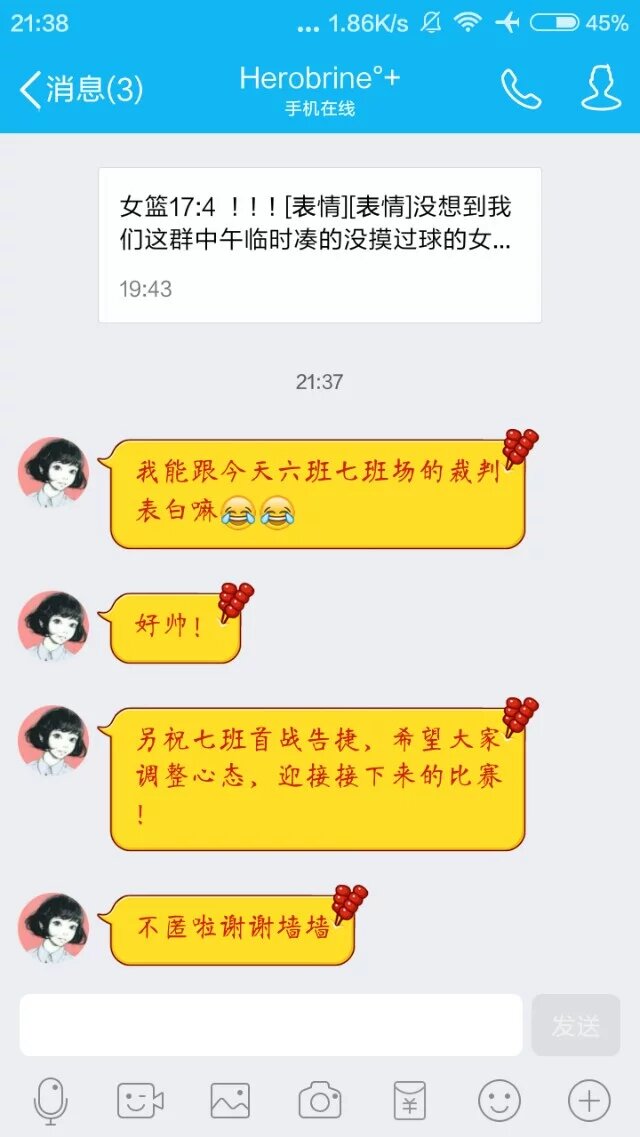 21:38 ... 1.86K/s 45%
消息(3) Herobrine°+
手机在线
女篮17:4 ！！！[表情][表情]没想到我
们这群中午临时凑的没摸过球的女...
19:43
21:37
我能跟今天六班七班场的裁判
表白嘛😂😂
好帅！
另祝七班首战告捷，希望大家
调整心态，迎接接下来的比赛
！
不匿啦谢谢墙墙
发送